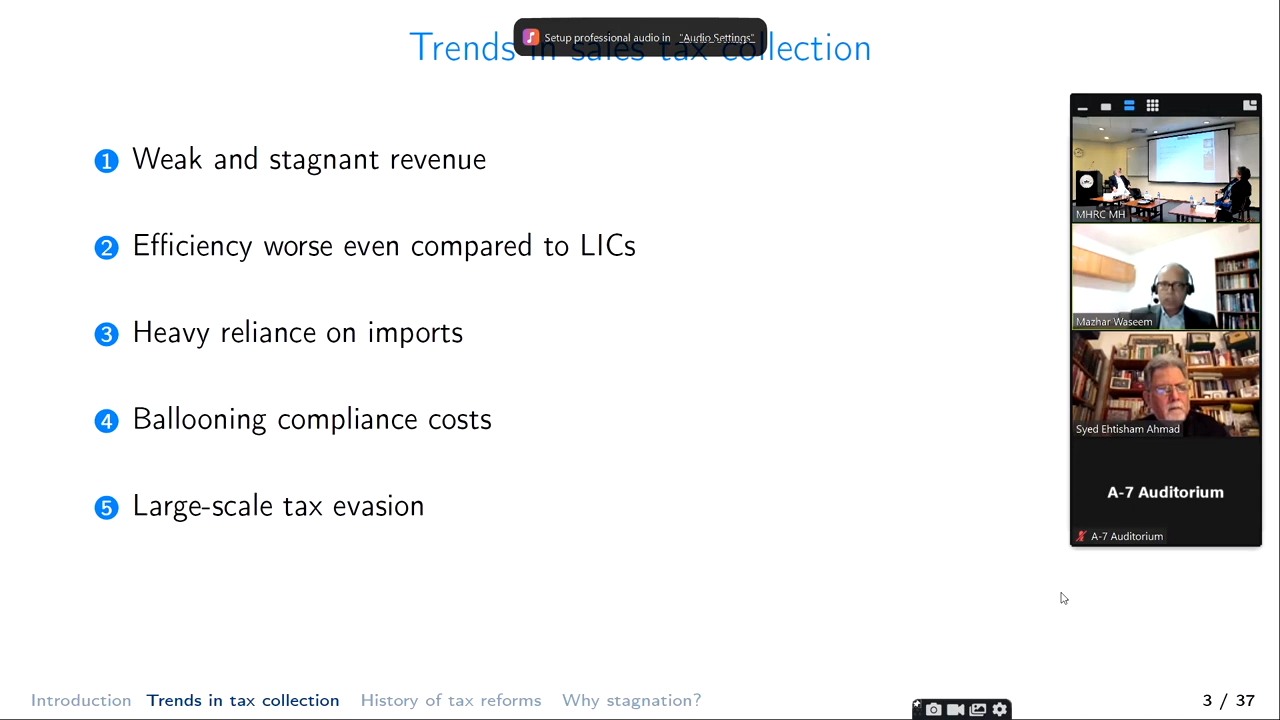 Setup professional audio in "Audio Settings"
Trends in sales tax collection
1 Weak and stagnant revenue
2 Efficiency worse even compared to LICs
3 Heavy reliance on imports
4 Ballooning compliance costs
5 Large-scale tax evasion
MHRC MH
Mazhar Waseem
Syed Ehtisham Ahmad
A-7 Auditorium
A-7 Auditorium
Introduction Trends in tax collection History of tax reforms Why stagnation? 3 / 37